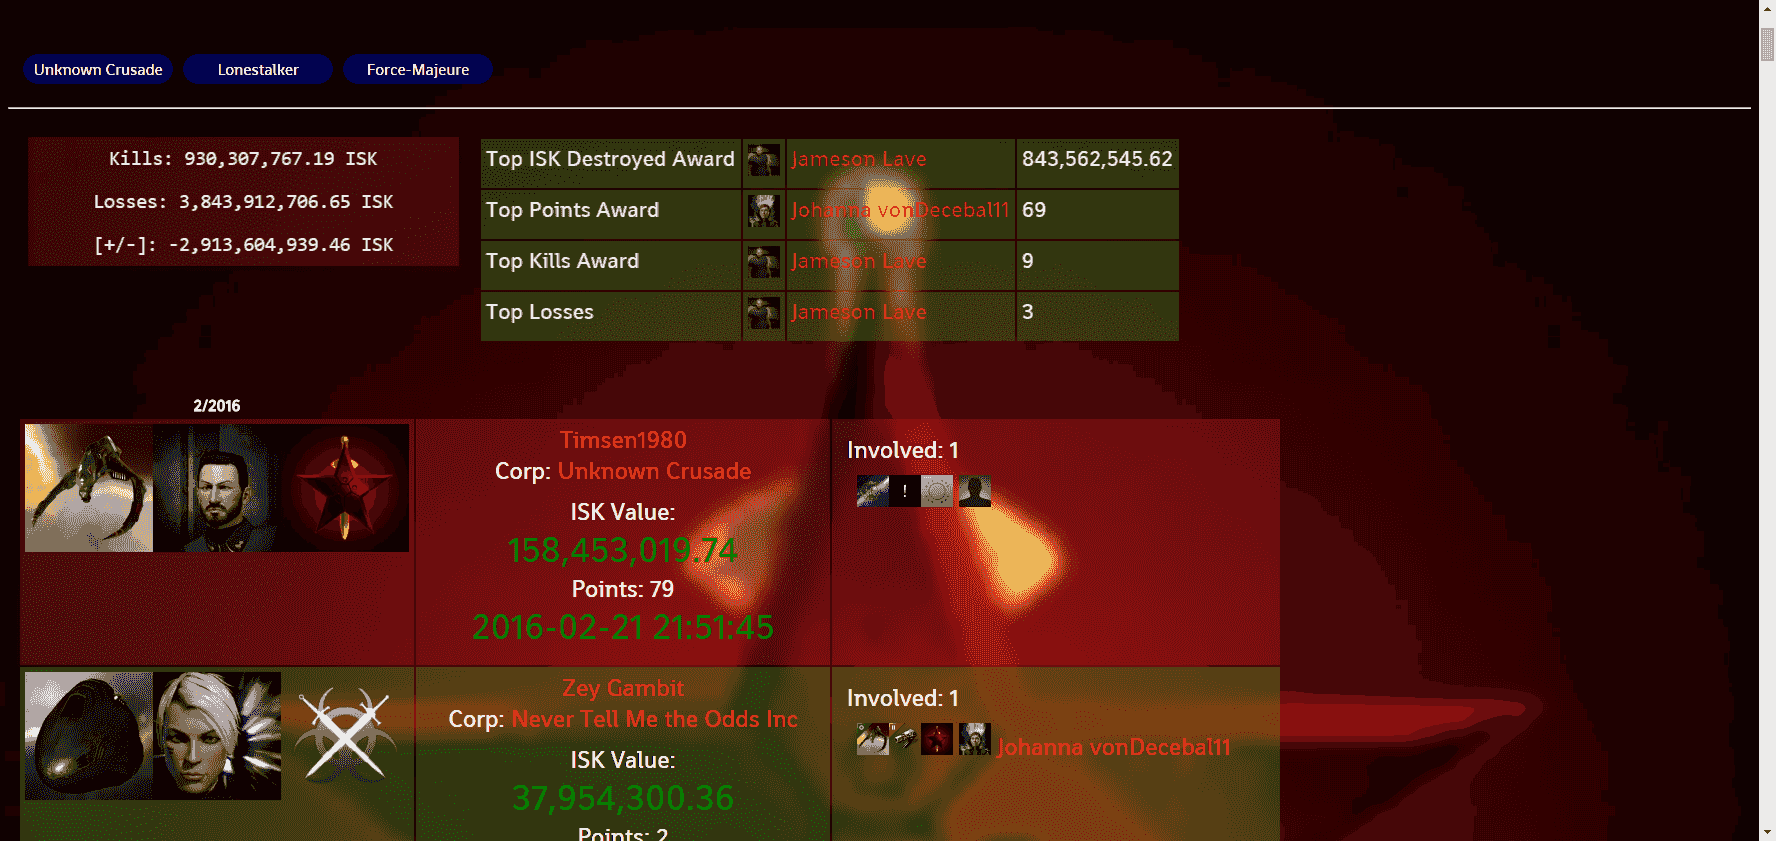 Unknown Crusade Lonestalker Force-Majeure
Kills: 930,307,767.19 ISK
Losses: 3,843,912,706.65 ISK
[+/-]: -2,913,604,939.46 ISK
Top ISK Destroyed Award Jameson Lave 843,562,545.62
Top Points Award Johanna vonDecebal11 69
Top Kills Award Jameson Lave 9
Top Losses Jameson Lave 3
2/2016
Timsen1980
Corp: Unknown Crusade
ISK Value:
158,453,019.74
Points: 79
2016-02-21 21:51:45
Involved: 1
!
Zey Gambit
Corp: Never Tell Me the Odds Inc
ISK Value:
37,954,300.36
Points: 2
Involved: 1
Johanna vonDecebal11